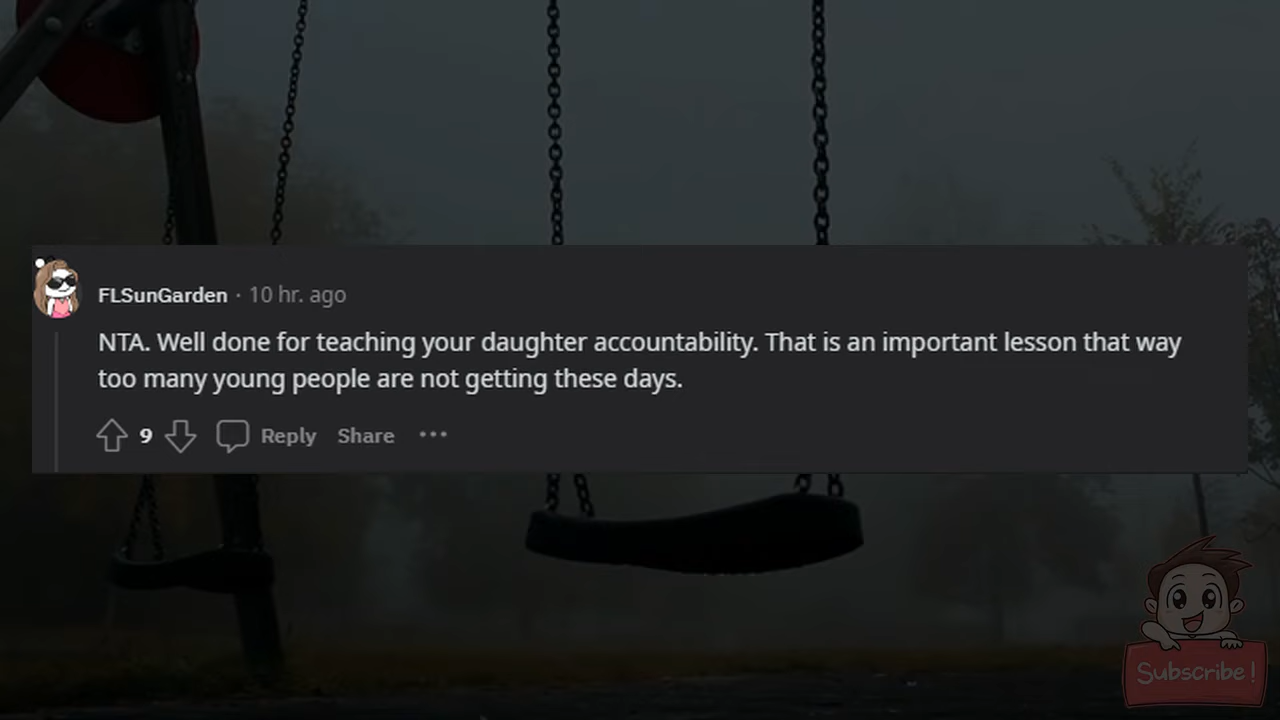 FLSunGarden · 10 hr. ago
NTA. Well done for teaching your daughter accountability. That is an important lesson that way
too many young people are not getting these days.
9 Reply Share ···
Subscribe!